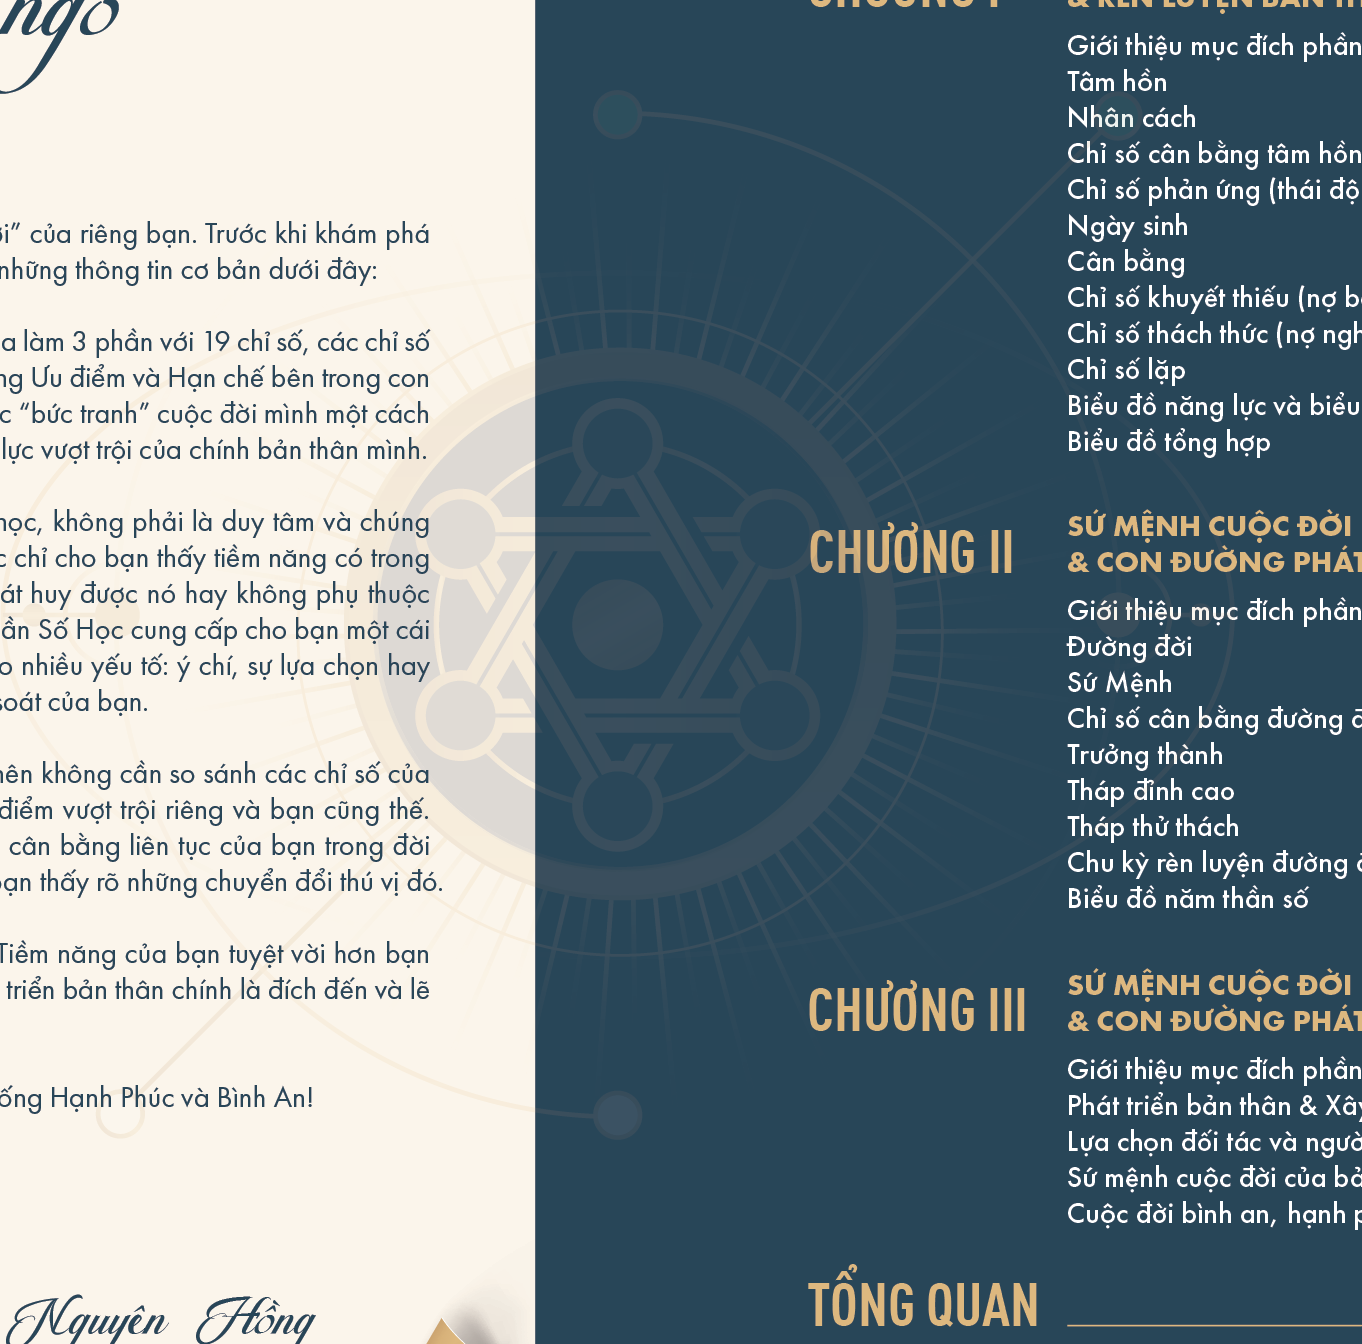 ngỏ
ời” của riêng bạn. Trước khi khám phá
những thông tin cơ bản dưới đây:
a làm 3 phần với 19 chỉ số, các chỉ số
ng Ưu điểm và Hạn chế bên trong con
c “bức tranh” cuộc đời mình một cách
lực vượt trội của chính bản thân mình.
học, không phải là duy tâm và chúng
c chỉ cho bạn thấy tiềm năng có trong
át huy được nó hay không phụ thuộc
ần Số Học cung cấp cho bạn một cái
o nhiều yếu tố: ý chí, sự lựa chọn hay
soát của bạn.
nên không cần so sánh các chỉ số của
điểm vượt trội riêng và bạn cũng thế.
cân bằng liên tục của bạn trong đời
bạn thấy rõ những chuyển đổi thú vị đó.
Tiềm năng của bạn tuyệt vời hơn bạn
triển bản thân chính là đích đến và lẽ
ống Hạnh Phúc và Bình An!
Nguyên Hồng
CHƯƠNG I
& RÈN LUYỆN BẢN TH
Giới thiệu mục đích phần
Tâm hồn
Nhân cách
Chỉ số cân bằng tâm hồn
Chỉ số phản ứng (thái độ
Ngày sinh
Cân bằng
Chỉ số khuyết thiếu (nợ b
Chỉ số thách thức (nợ ngh
Chỉ số lặp
Biểu đồ năng lực và biểu
Biểu đồ tổng hợp
CHƯƠNG II
SỨ MỆNH CUỘC ĐỜI
& CON ĐƯỜNG PHÁT
Giới thiệu mục đích phần
Đường đời
Sứ Mệnh
Chỉ số cân bằng đường đ
Trưởng thành
Tháp đỉnh cao
Tháp thử thách
Chu kỳ rèn luyện đường đ
Biểu đồ năm thần số
CHƯƠNG III
SỨ MỆNH CUỘC ĐỜI
& CON ĐƯỜNG PHÁT
Giới thiệu mục đích phần
Phát triển bản thân & Xây
Lựa chọn đối tác và ngườ
Sứ mệnh cuộc đời của bả
Cuộc đời bình an, hạnh p
TỔNG QUAN